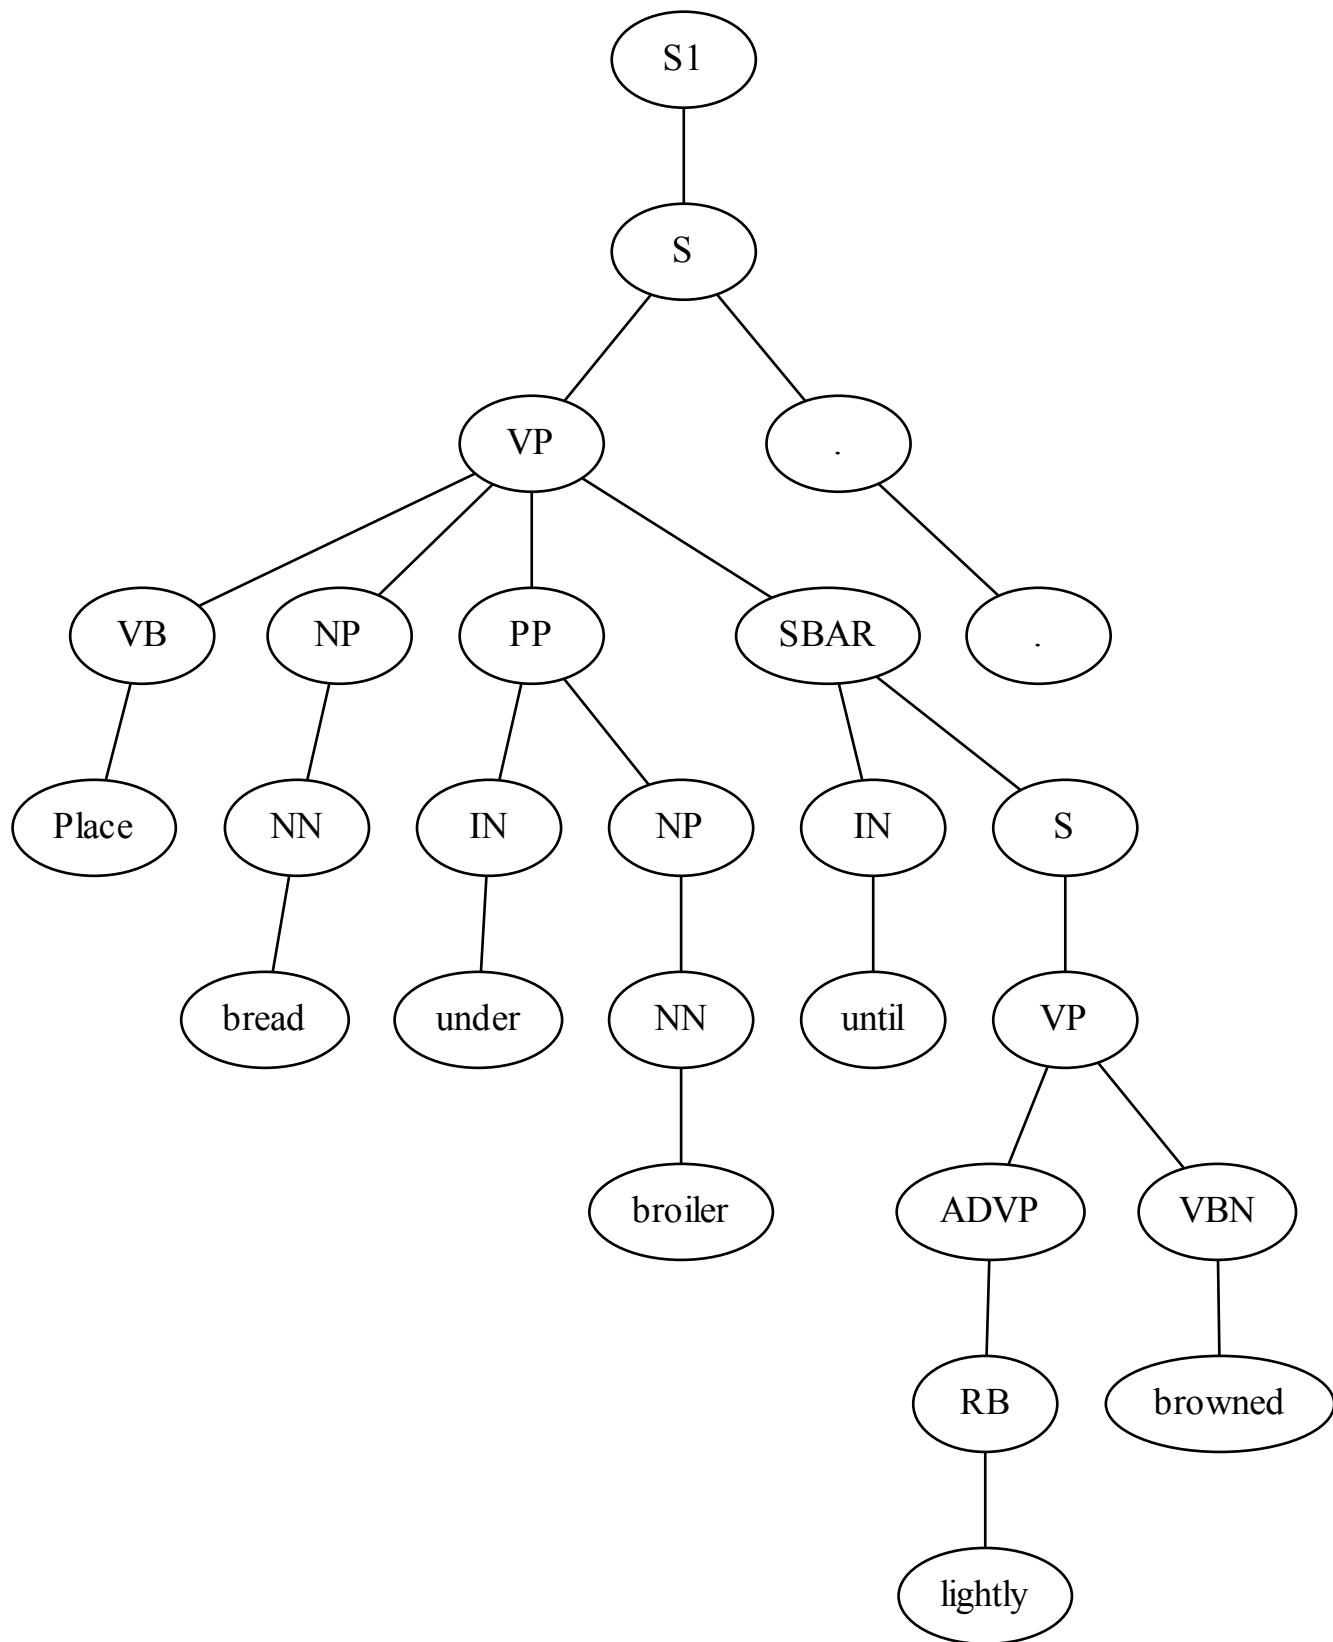 S1
S
VP .
VB NP PP SBAR .
Place NN IN NP IN S
bread under NN until VP
broiler ADVP VBN
RB browned
lightly